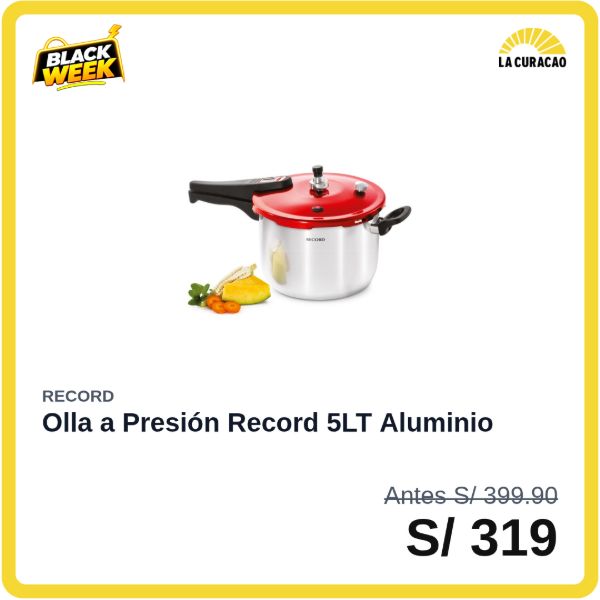 BLACK
WEEK
LA CURACAO
RECORD
RECORD
Olla a Presión Record 5LT Aluminio
Antes S/ 399.90
S/ 319